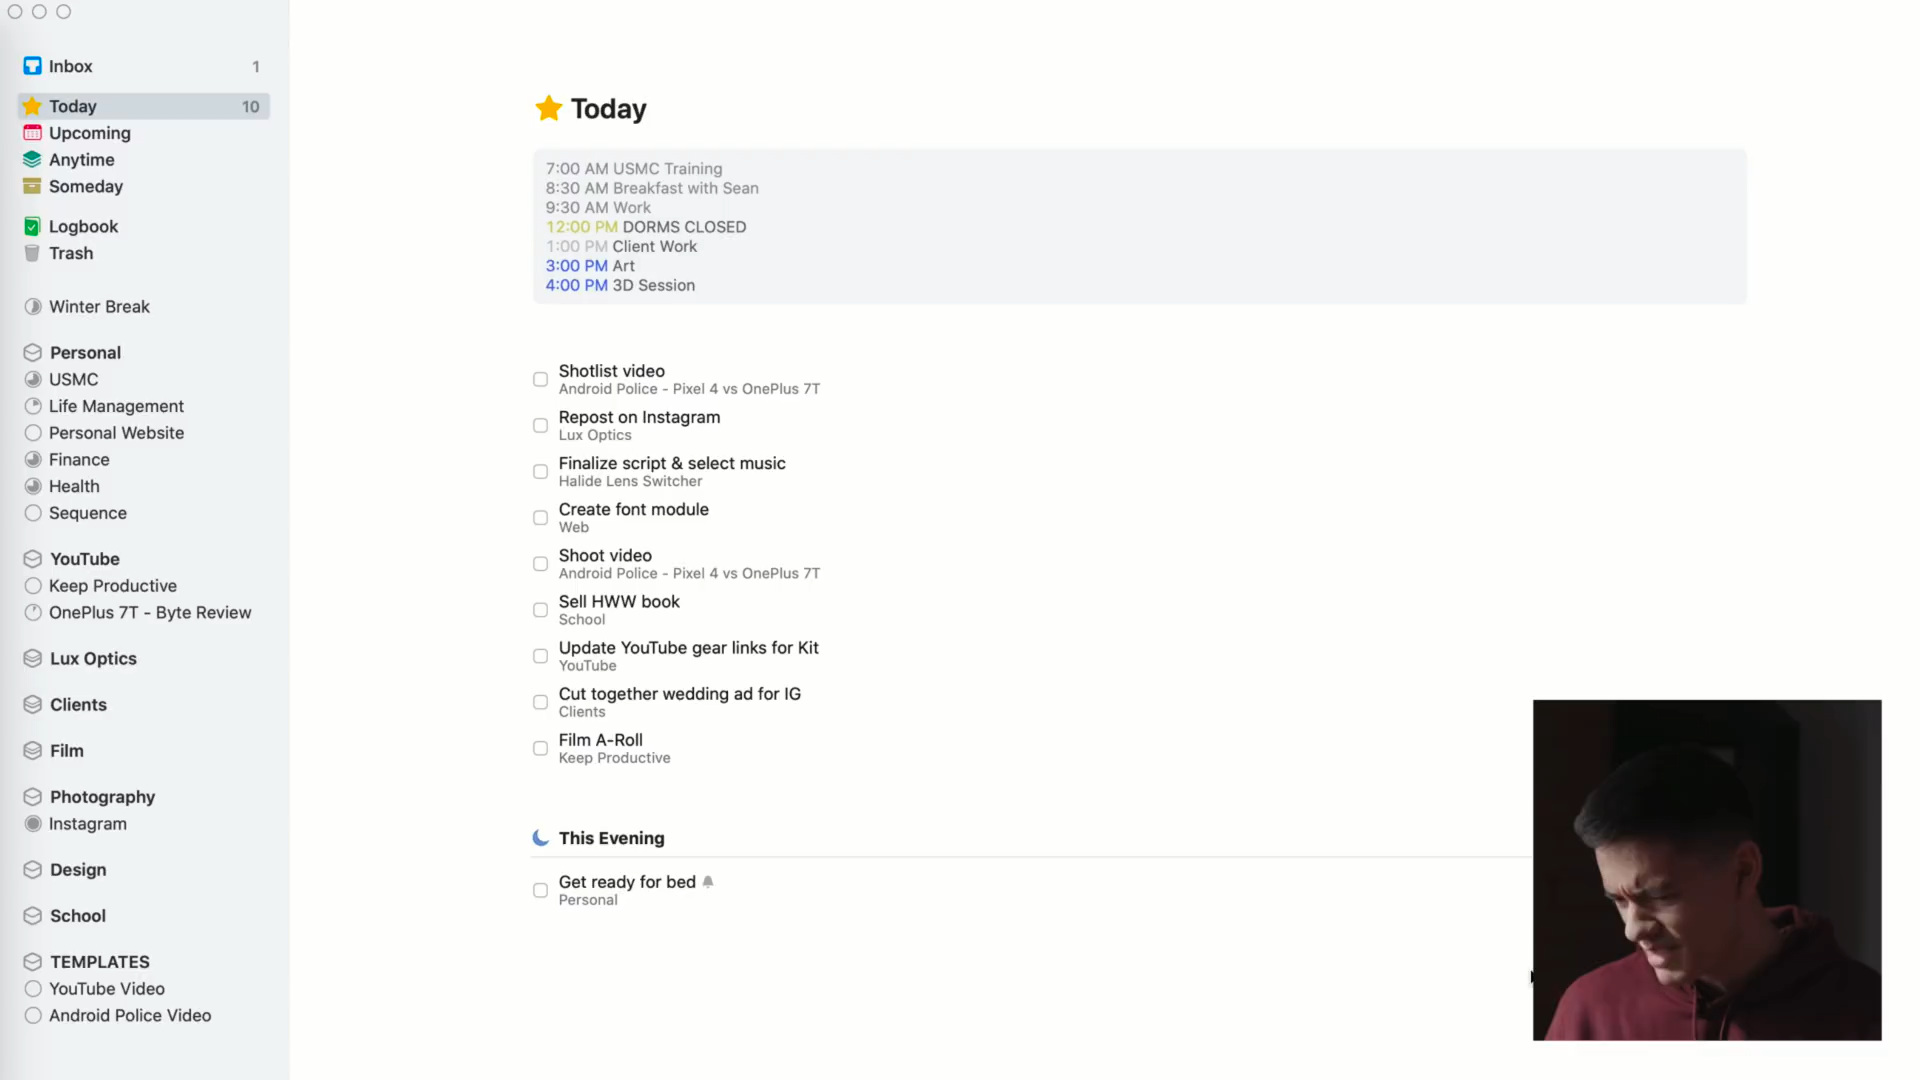 Inbox 1
Today 10
Upcoming
Anytime
Someday
Logbook
Trash
Winter Break
Personal
USMC
Life Management
Personal Website
Finance
Health
Sequence
YouTube
Keep Productive
OnePlus 7T - Byte Review
Lux Optics
Clients
Film
Photography
Instagram
Design
School
TEMPLATES
YouTube Video
Android Police Video
Today
7:00 AM USMC Training
8:30 AM Breakfast with Sean
9:30 AM Work
12:00 PM DORMS CLOSED
1:00 PM Client Work
3:00 PM Art
4:00 PM 3D Session
Shotlist video
Android Police - Pixel 4 vs OnePlus 7T
Repost on Instagram
Lux Optics
Finalize script & select music
Halide Lens Switcher
Create font module
Web
Shoot video
Android Police - Pixel 4 vs OnePlus 7T
Sell HWW book
School
Update YouTube gear links for Kit
YouTube
Cut together wedding ad for IG
Clients
Film A-Roll
Keep Productive
This Evening
Get ready for bed
Personal